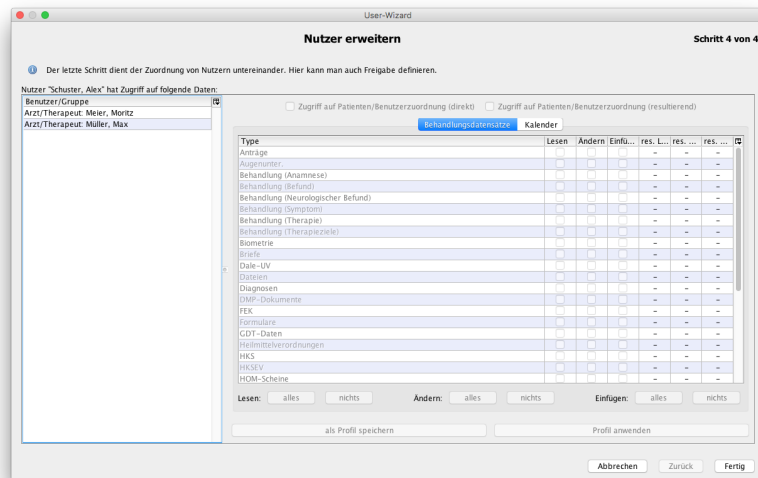 User-Wizard
Nutzer erweitern
Schritt 4 von 4
Der letzte Schritt dient der Zuordnung von Nutzern untereinander. Hier kann man auch Freigabe definieren.
Nutzer "Schuster, Alex" hat Zugriff auf folgende Daten:
Benutzer/Gruppe
Arzt/Therapeut: Meier, Moritz
Arzt/Therapeut: Müller, Max
Zugriff auf Patienten/Benutzerzuordnung (direkt) Zugriff auf Patienten/Benutzerzuordnung (resultierend)
Behandlungsdatensätze Kalender
Type Lesen Ändern Einfü... res. L... res. ... res. ...
Anträge – – –
Augenunter. – – –
Behandlung (Anamnese) – – –
Behandlung (Befund) – – –
Behandlung (Neurologischer Befund) – – –
Behandlung (Symptom) – – –
Behandlung (Therapie) – – –
Behandlung (Therapieziele) – – –
Biometrie – – –
Briefe – – –
Dale-UV – – –
Dateien – – –
Diagnosen – – –
DMP-Dokumente – – –
FEK – – –
Formulare – – –
GDT-Daten – – –
Heilmittelverordnungen – – –
HKS – – –
HKSEV – – –
HOM-Scheine – – –
Lesen: alles nichts Ändern: alles nichts Einfügen: alles nichts
als Profil speichern Profil anwenden
Abbrechen Zurück Fertig